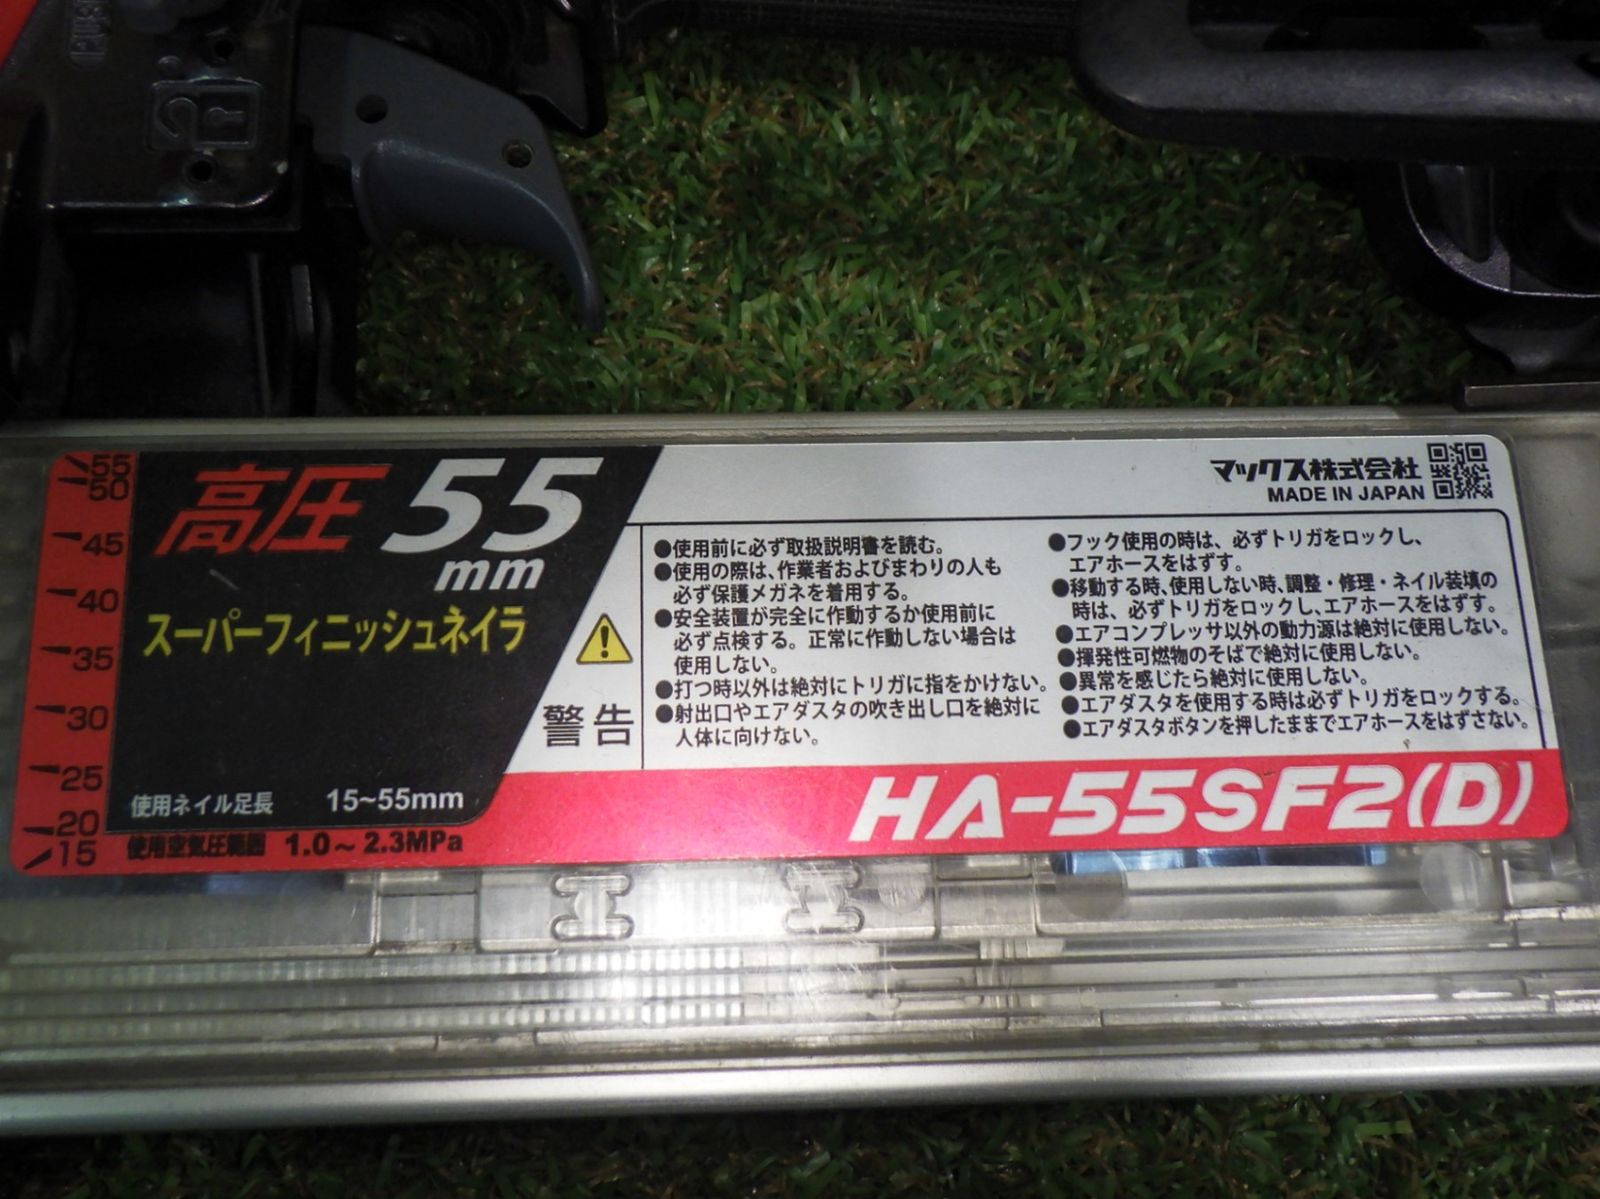 55
50
45
40
35
30
25
20
15
高圧 55
mm
スーパーフィニッシュネイラ
使用ネイル足長 15~55mm
使用空気圧範囲 1.0~2.3MPa
警告
マックス株式会社
MADE IN JAPAN
●使用前に必ず取扱説明書を読む。
●使用の際は、作業者およびまわりの人も
必ず保護メガネを着用する。
●安全装置が完全に作動するか使用前に
必ず点検する。正常に作動しない場合は
使用しない。
●打つ時以外は絶対にトリガに指をかけない。
●射出口やエアダスタの吹き出し口を絶対に
人体に向けない。
●フック使用の時は、必ずトリガをロックし、
エアホースをはずす。
●移動する時、使用しない時、調整・修理・ネイル装填の
時は、必ずトリガをロックし、エアホースをはずす。
●エアコンプレッサ以外の動力源は絶対に使用しない。
●揮発性可燃物のそばで絶対に使用しない。
●異常を感じたら絶対に使用しない。
●エアダスタを使用する時は必ずトリガをロックする。
●エアダスタボタンを押したままでエアホースをはずさない。
HA-55SF2(D)